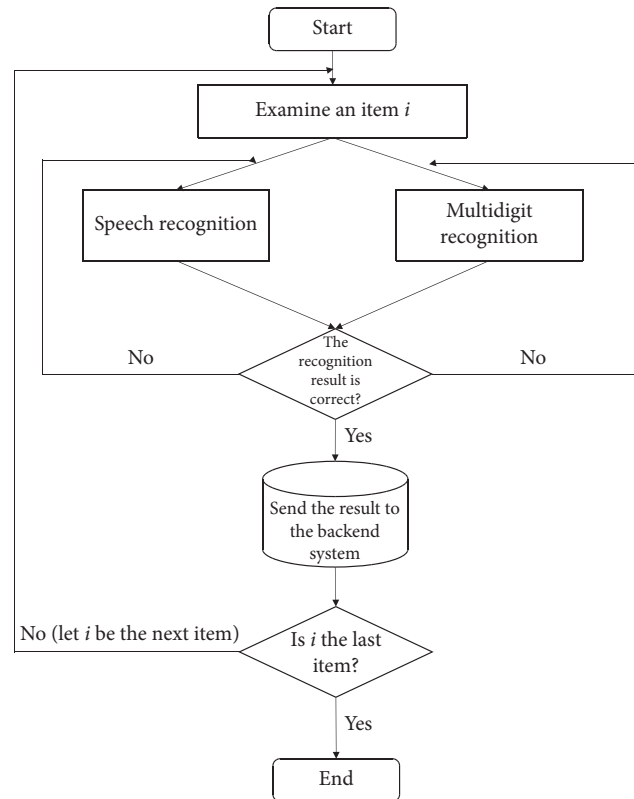 Start
Examine an item i
Speech recognition
Multidigit
recognition
The
recognition
result is
correct?
No
No
Yes
Send the result to
the backend
system
No (let i be the next item)
Is i the last
item?
Yes
End